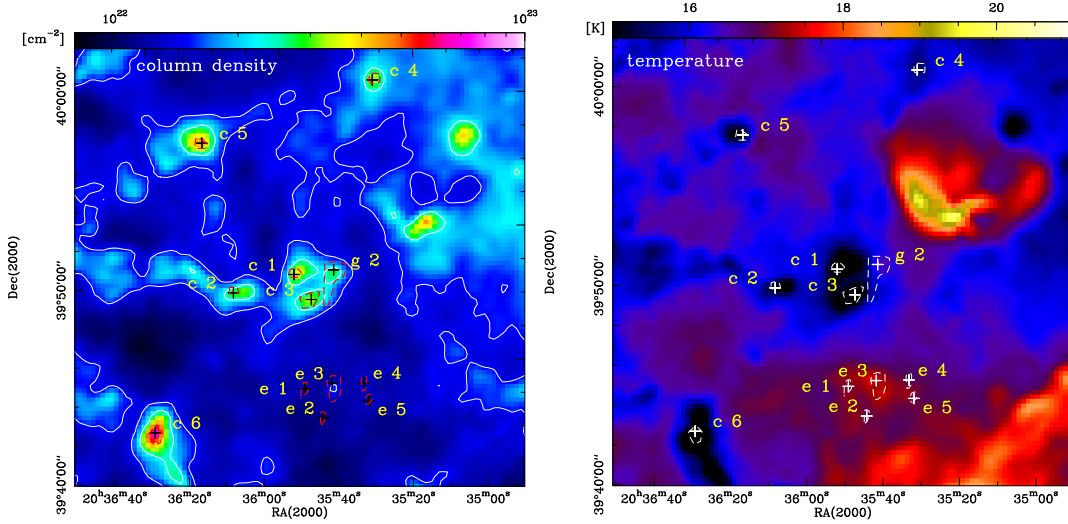 10²² 10²³
[cm⁻²]
column density
c 4
c 5
c 1
g 2
c 2
c 3
e 3
e 4
e 1
e 2
e 5
c 6
40°00'00"
39°50'00"
39°40'00"
Dec(2000)
20ʰ36ᵐ40ˢ 20ˢ 36ᵐ00ˢ 35ᵐ40ˢ 35ᵐ20ˢ 35ᵐ00ˢ
RA(2000)
16 18 20
[K]
temperature
c 4
c 5
c 1
g 2
c 2
c 3
e 3
e 4
e 1
e 2
e 5
c 6
40°00'00"
39°50'00"
39°40'00"
Dec(2000)
20ʰ36ᵐ40ˢ 36ᵐ20ˢ 36ᵐ00ˢ 35ᵐ40ˢ 35ᵐ20ˢ 35ᵐ00ˢ
RA(2000)